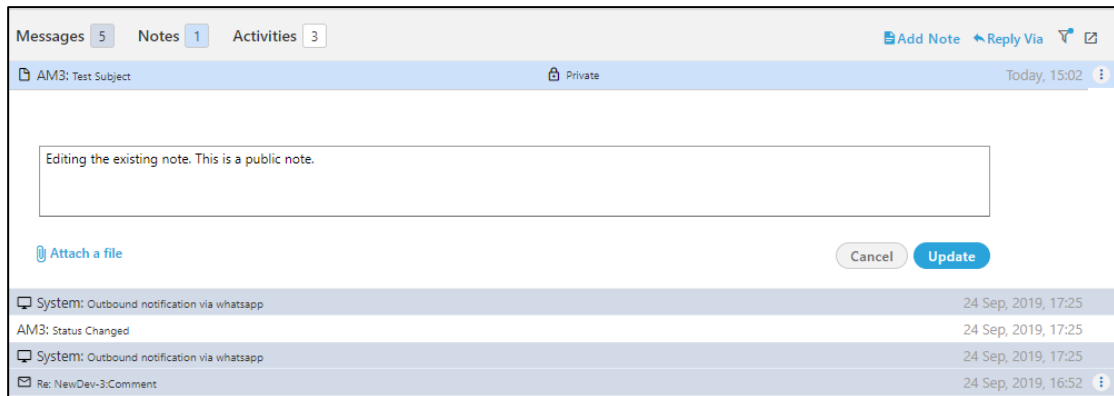 Messages 5 Notes 1 Activities 3 Add Note Reply Via
AM3: Test Subject Private Today, 15:02
Editing the existing note. This is a public note.
Attach a file Cancel Update
System: Outbound notification via whatsapp 24 Sep, 2019, 17:25
AM3: Status Changed 24 Sep, 2019, 17:25
System: Outbound notification via whatsapp 24 Sep, 2019, 17:25
Re: NewDev-3:Comment 24 Sep, 2019, 16:52